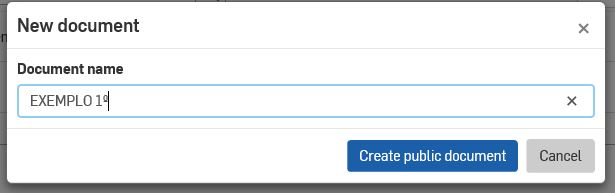 New document
Document name
EXEMPLO 1º
Create public document
Cancel